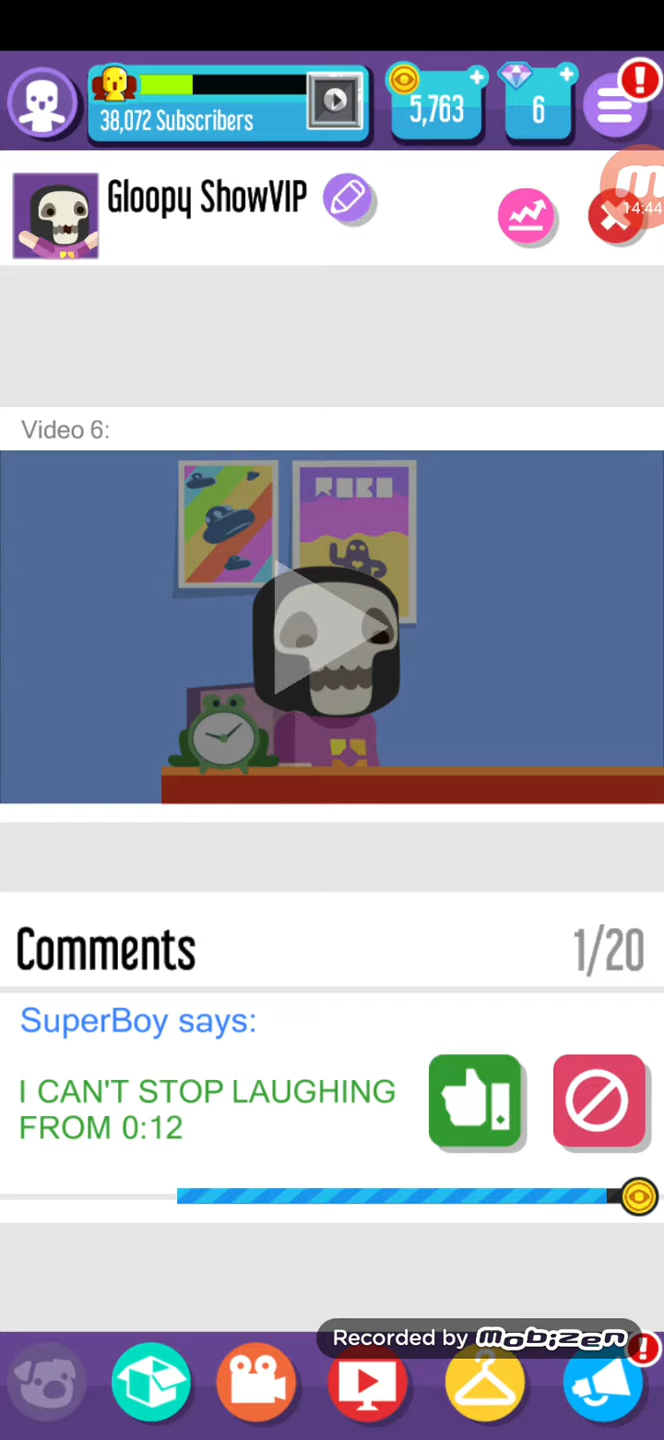 38,072 Subscribers
5,763
6
Gloopy ShowVIP
14:44
Video 6:
ROKO
Comments
1/20
SuperBoy says:
I CAN'T STOP LAUGHING
FROM 0:12
Recorded by mobizen